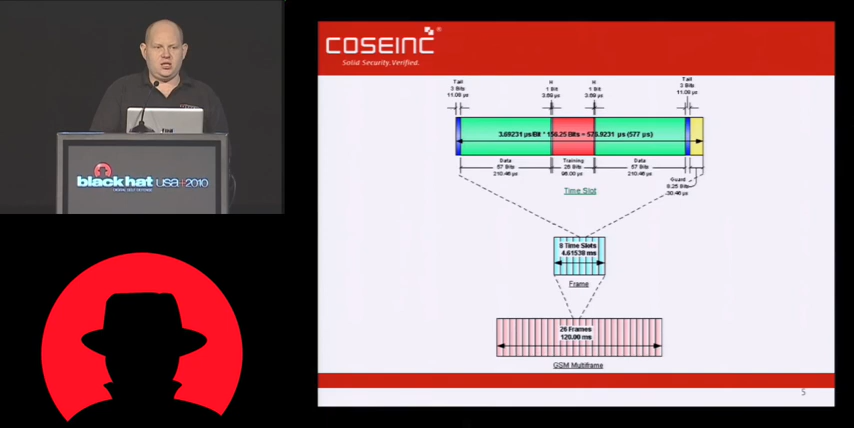 black hat USA+2010
DIGITAL SELF DEFENSE
COSEINC
Solid Security. Verified.
Tail
3 Bits
11.08 µs
H
1 Bit
3.69 µs
H
1 Bit
3.69 µs
Tail
3 Bits
11.08 µs
3.69231 µs/Bit * 156.25 Bits = 576.9231 µs (577 µs)
Data
57 Bits
210.46 µs
Training
26 Bits
96.00 µs
Data
57 Bits
210.46 µs
Guard
8.25 Bits
30.46 µs
Time Slot
8 Time Slots
4.61538 ms
Frame
26 Frames
120.00 ms
GSM Multiframe
5